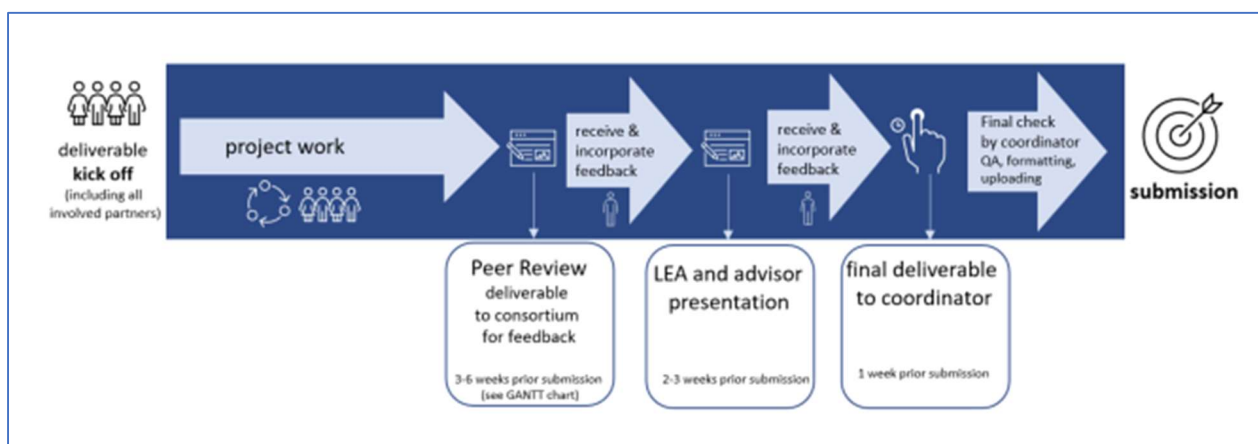 deliverable
kick off
(including all
involved partners)
project work
receive &
incorporate
feedback
receive &
incorporate
feedback
Final check
by coordinator
QA, formatting,
uploading
submission
Peer Review
deliverable
to consortium
for feedback
3-6 weeks prior submission
(see GANTT chart)
LEA and advisor
presentation
2-3 weeks prior submission
final deliverable
to coordinator
1 week prior submission